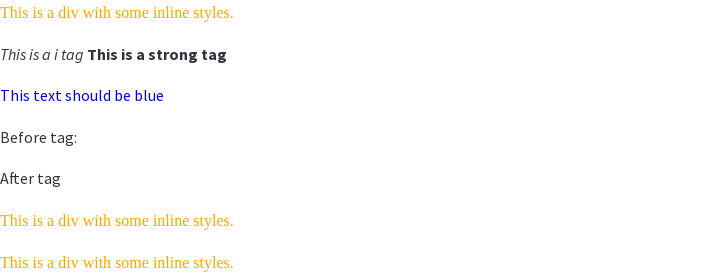 This is a div with some inline styles.
This is a i tag This is a strong tag
This text should be blue
Before tag:
After tag
This is a div with some inline styles.
This is a div with some inline styles.